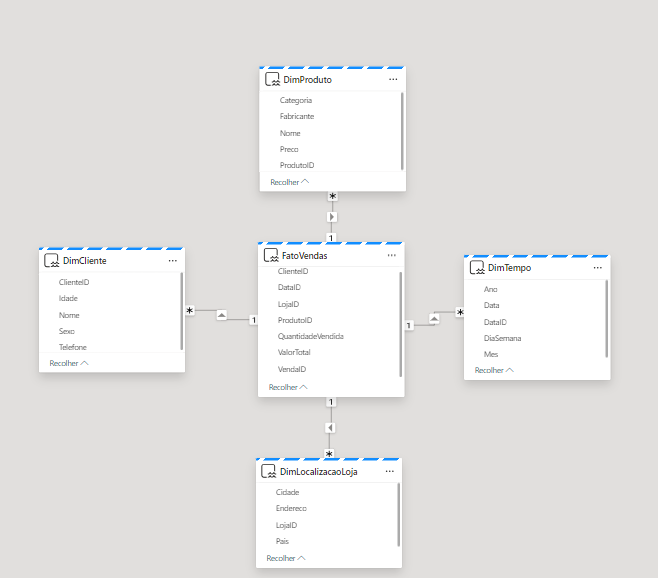 DimProduto
Categoria
Fabricante
Nome
Preco
ProdutoID
Recolher
*
1
DimCliente
ClienteID
Idade
Nome
Sexo
Telefone
Recolher
*
1
FatoVendas
ClienteID
DataID
LojaID
ProdutoID
QuantidadeVendida
ValorTotal
VendaID
Recolher
1
*
DimTempo
Ano
Data
DataID
DiaSemana
Mes
Recolher
1
*
DimLocalizacaoLoja
Cidade
Endereco
LojaID
Pais
Recolher